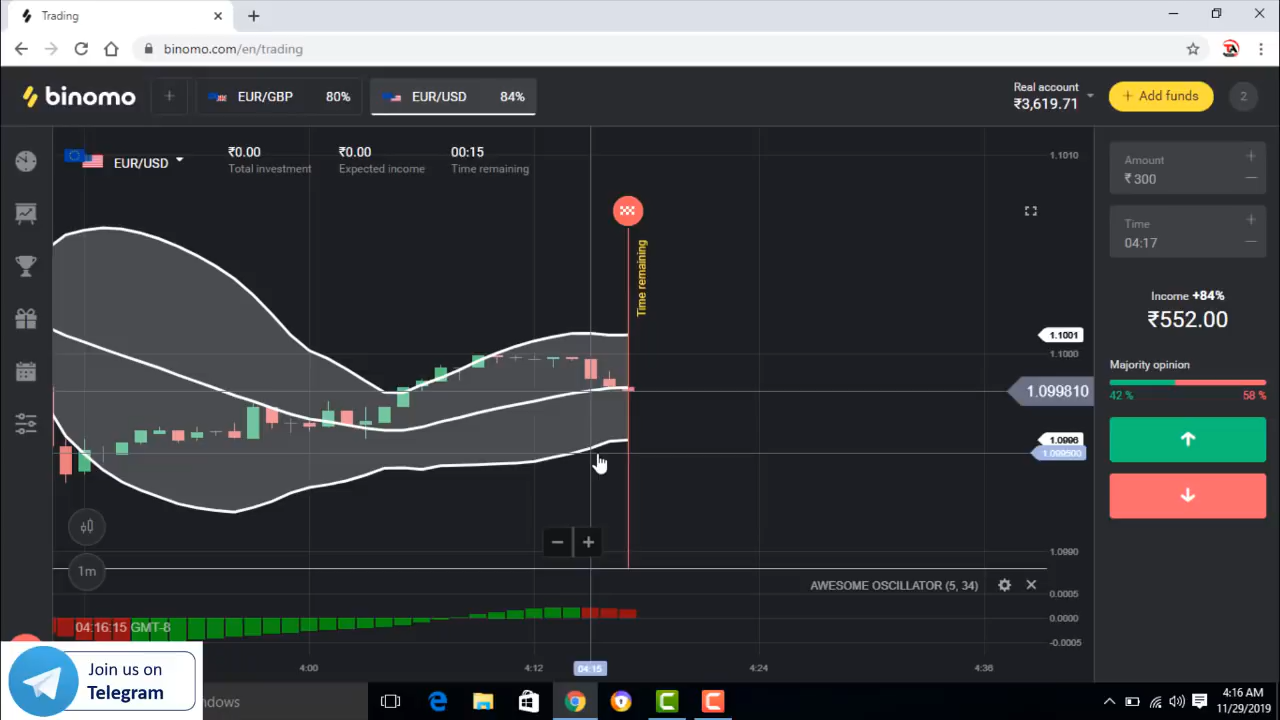 Trading
binomo.com/en/trading
binomo
EUR/GBP 80%
EUR/USD 84%
Real account
₹3,619.71
+ Add funds
2
EUR/USD
₹0.00
Total investment
₹0.00
Expected income
00:15
Time remaining
Time remaining
1.1010
1.1001
1.1000
1.099810
1.0996
1.099500
1.0990
Amount
₹ 300
Time
04:17
Income +84%
₹552.00
Majority opinion
42 % 58 %
1m
AWESOME OSCILLATOR (5, 34)
0.0005
0.0000
-0.0005
04:16:15 GMT-8
4:00 4:12 04:15 4:24 4:36
Join us on
Telegram
ndows
4:16 AM
11/29/2019